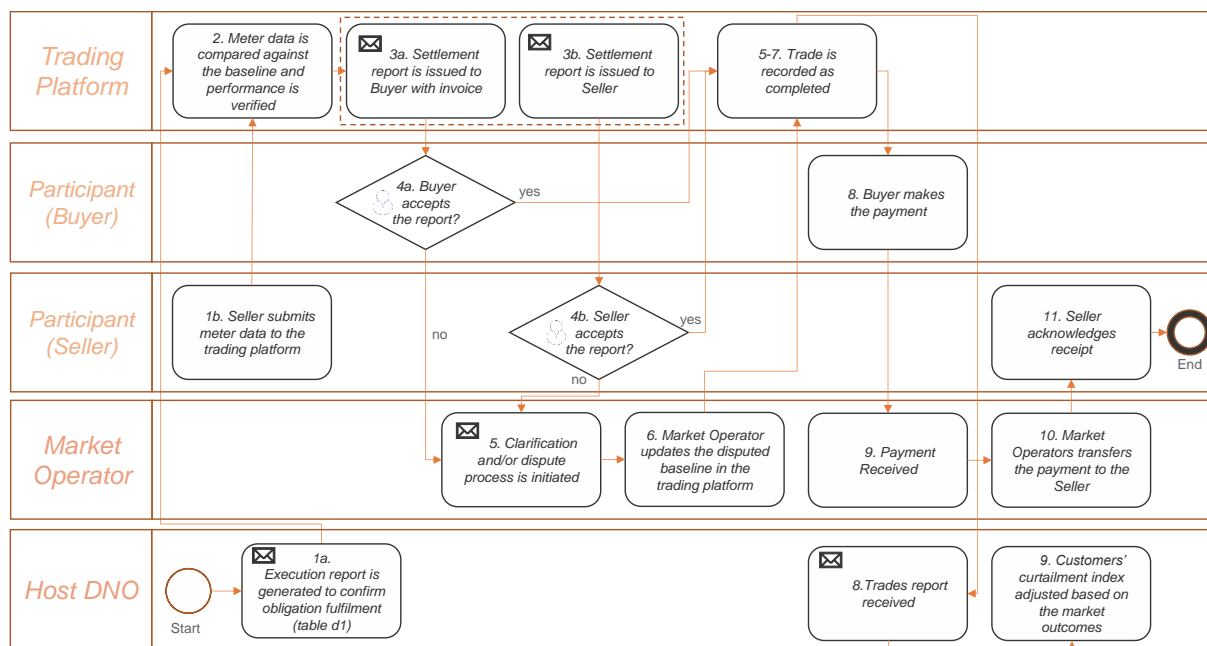 Trading
Platform
2. Meter data is
compared against
the baseline and
performance is
verified
3a. Settlement
report is issued to
Buyer with invoice
3b. Settlement
report is issued to
Seller
5-7. Trade is
recorded as
completed
Participant
(Buyer)
4a. Buyer
accepts
the report?
yes
8. Buyer makes
the payment
Participant
(Seller)
1b. Seller submits
meter data to the
trading platform
no
4b. Seller
accepts
the report?
yes
no
11. Seller
acknowledges
receipt
End
Market
Operator
5. Clarification
and/or dispute
process is initiated
6. Market Operator
updates the disputed
baseline in the
trading platform
9. Payment
Received
10. Market
Operators transfers
the payment to the
Seller
Host DNO
Start
1a.
Execution report is
generated to confirm
obligation fulfilment
(table d1)
8.Trades report
received
9. Customers'
curtailment index
adjusted based on
the market
outcomes